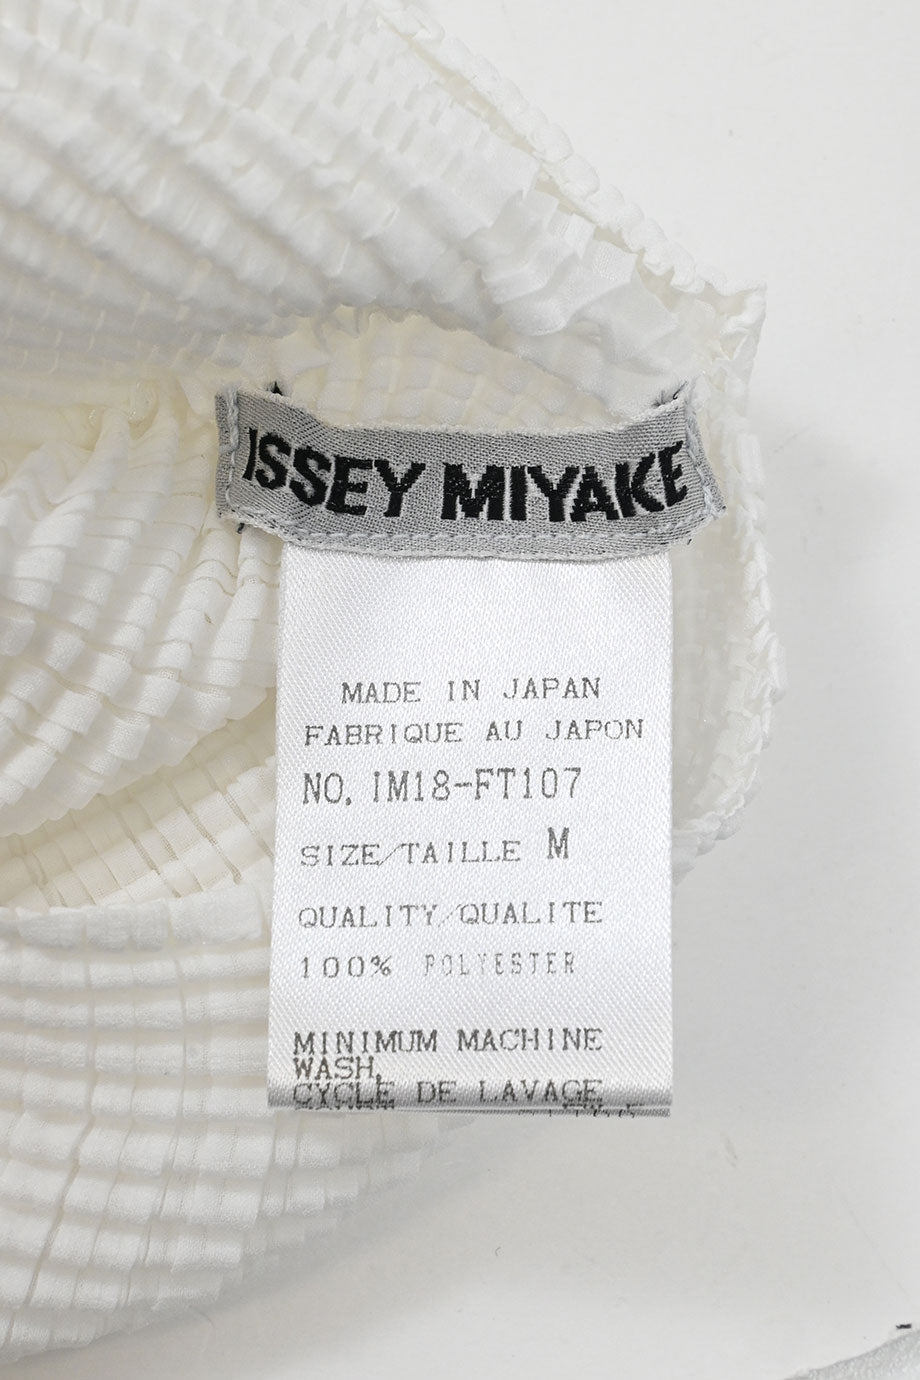 ISSEY MIYAKE
MADE IN JAPAN
FABRIQUE AU JAPON
NO. IM18-FT107
SIZE/TAILLE M
QUALITY/QUALITE
100% POLYESTER
MINIMUM MACHINE
WASH,
CYCLE DE LAVAGE